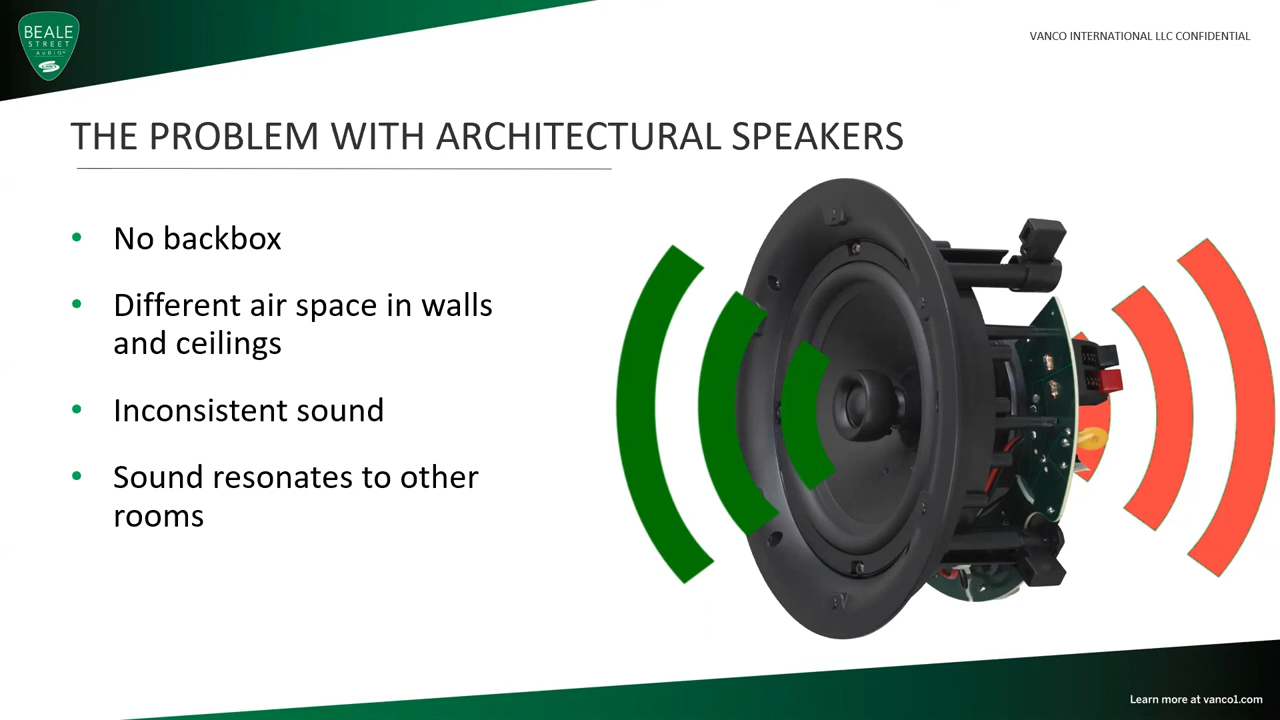 BEALE
STREET
AUDIO
VANCO INTERNATIONAL LLC CONFIDENTIAL
THE PROBLEM WITH ARCHITECTURAL SPEAKERS
• No backbox
• Different air space in walls
and ceilings
• Inconsistent sound
• Sound resonates to other
rooms
Learn more at vanco1.com